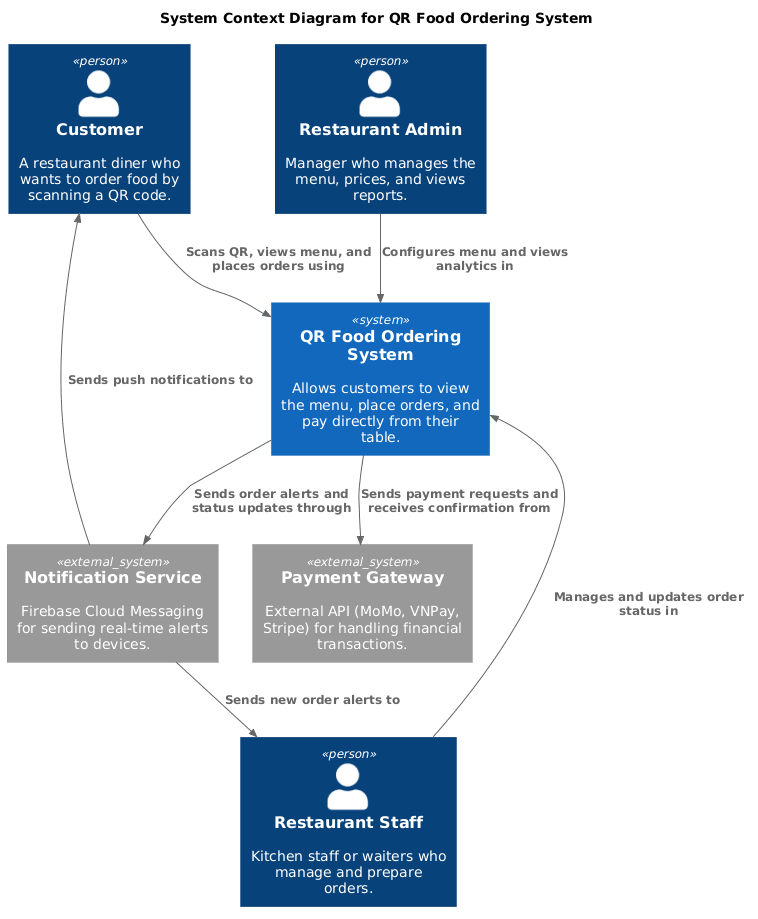 System Context Diagram for QR Food Ordering System
«person»
Customer
A restaurant diner who
wants to order food by
scanning a QR code.
«person»
Restaurant Admin
Manager who manages the
menu, prices, and views
reports.
Scans QR, views menu, and
places orders using
Configures menu and views
analytics in
«system»
QR Food Ordering
System
Allows customers to view
the menu, place orders, and
pay directly from their
table.
Sends push notifications to
Sends order alerts and
status updates through
Sends payment requests and
receives confirmation from
«external_system»
Notification Service
Firebase Cloud Messaging
for sending real-time alerts
to devices.
«external_system»
Payment Gateway
External API (MoMo, VNPay,
Stripe) for handling financial
transactions.
Manages and updates order
status in
Sends new order alerts to
«person»
Restaurant Staff
Kitchen staff or waiters who
manage and prepare
orders.